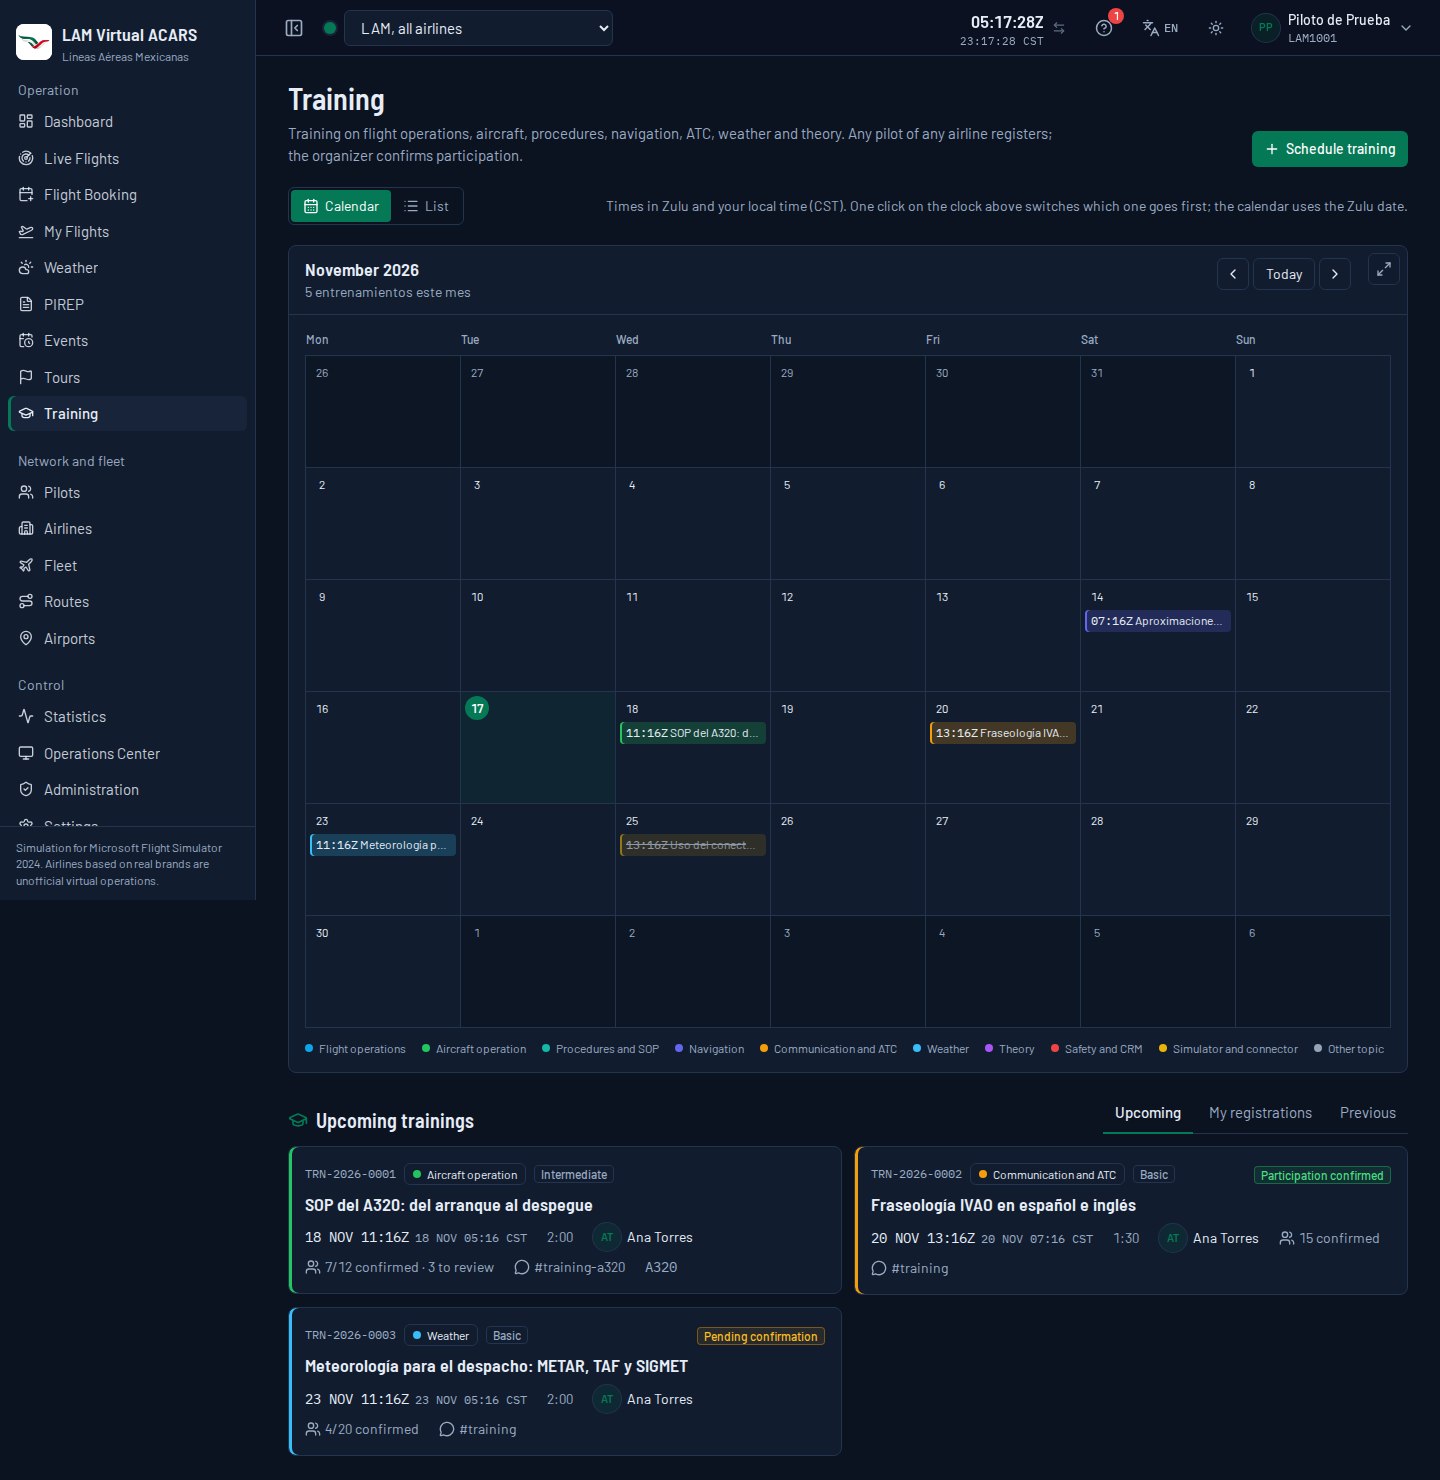 LAM Virtual ACARS
Líneas Aéreas Mexicanas
Operation
Dashboard
Live Flights
Flight Booking
My Flights
Weather
PIREP
Events
Tours
Training
Network and fleet
Pilots
Airlines
Fleet
Routes
Airports
Control
Statistics
Operations Center
Administration
Settings
Simulation for Microsoft Flight Simulator
2024. Airlines based on real brands are
unofficial virtual operations.
LAM, all airlines
05:17:28Z
23:17:28 CST
1
EN
PP
Piloto de Prueba
LAM1001
Training
Training on flight operations, aircraft, procedures, navigation, ATC, weather and theory. Any pilot of any airline registers;
the organizer confirms participation.
Schedule training
Calendar
List
Times in Zulu and your local time (CST). One click on the clock above switches which one goes first; the calendar uses the Zulu date.
November 2026
5 entrenamientos este mes
Today
Mon Tue Wed Thu Fri Sat Sun
26 27 28 29 30 31 1
2 3 4 5 6 7 8
9 10 11 12 13 14 15
07:16Z Aproximacione...
16 17 18 19 20 21 22
11:16Z SOP del A320: d... 13:16Z Fraseología IVA...
23 24 25 26 27 28 29
11:16Z Meteorología p... 13:16Z Uso del conect...
30 1 2 3 4 5 6
Flight operations Aircraft operation Procedures and SOP Navigation Communication and ATC Weather Theory Safety and CRM Simulator and connector Other topic
Upcoming trainings
Upcoming My registrations Previous
TRN-2026-0001 Aircraft operation Intermediate
SOP del A320: del arranque al despegue
18 NOV 11:16Z 18 NOV 05:16 CST 2:00 AT Ana Torres
7/12 confirmed · 3 to review #training-a320 A320
TRN-2026-0002 Communication and ATC Basic Participation confirmed
Fraseología IVAO en español e inglés
20 NOV 13:16Z 20 NOV 07:16 CST 1:30 AT Ana Torres 15 confirmed
#training
TRN-2026-0003 Weather Basic Pending confirmation
Meteorología para el despacho: METAR, TAF y SIGMET
23 NOV 11:16Z 23 NOV 05:16 CST 2:00 AT Ana Torres
4/20 confirmed #training